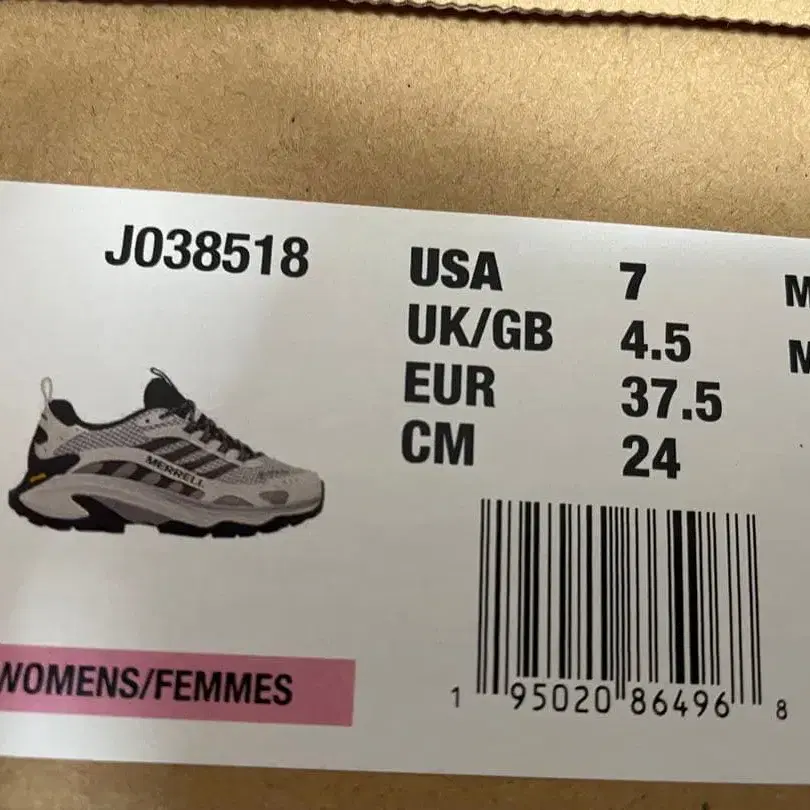 J038518
USA 7 M
UK/GB 4.5 M
EUR 37.5
CM 24
MERRELL
WOMENS/FEMMES
1 95020 86496 8